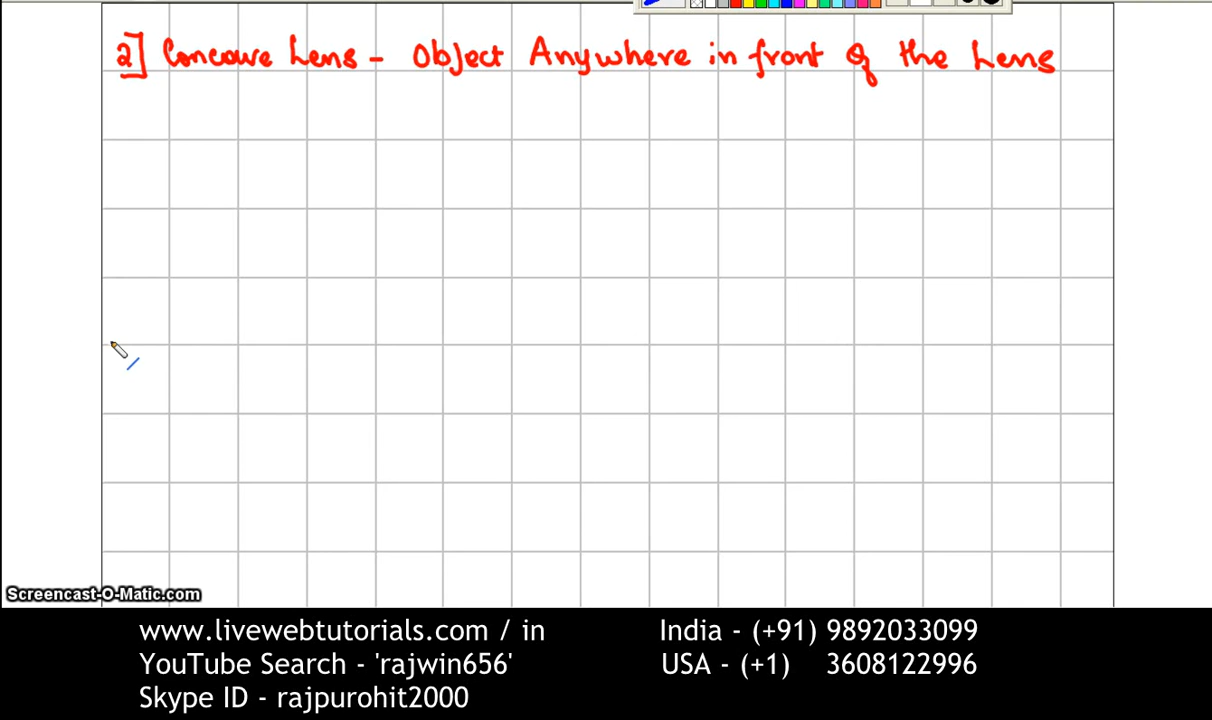 2] Concave Lens - Object Anywhere in front of the Lens
Screencast-O-Matic.com
www.livewebtutorials.com / in
India - (+91) 9892033099
YouTube Search - 'rajwin656'
USA - (+1) 3608122996
Skype ID - rajpurohit2000